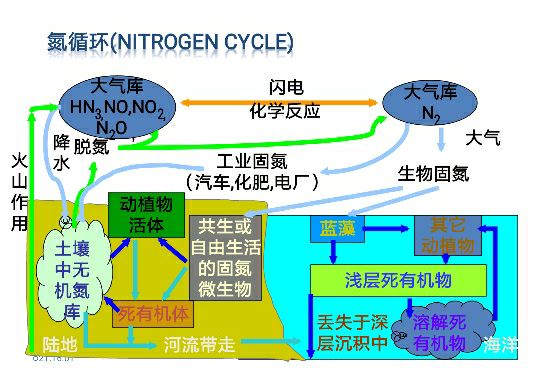 氮循环(NITROGEN CYCLE)
大气库
HN3,NO,NO2,
N2O,
闪电
化学反应
大气库
N2
大气
降水
脱氮
火山作用
工业固氮
(汽车,化肥,电厂)
生物固氮
动植物
活体
共生或
自由生活
的固氮
微生物
土壤
中无
机氮
库
死有机体
陆地
河流带走
蓝藻
其它
动植物
浅层死有机物
丢失于深
层沉积中
溶解死
有机物
海洋